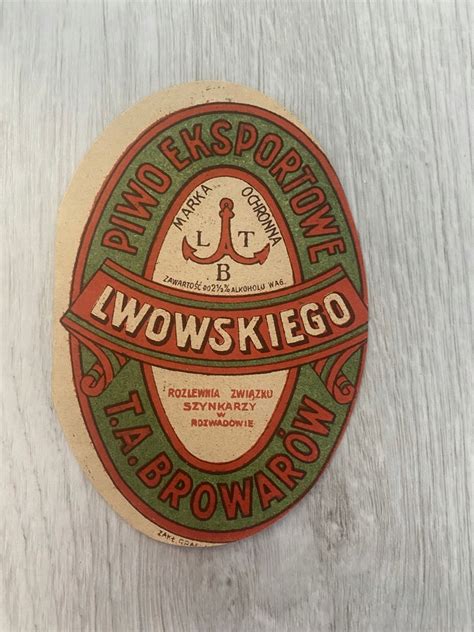 PIWO EKSPORTOWE
MARKA OCHRONNA
L T
B
ZAWARTOŚĆ DO 2½% ALKOHOLU WAG.
LWOWSKIEGO
ROZLEWNIA ZWIĄZKU
SZYNKARZY
W
ROZWADOWIE
T.A. BROWARÓW